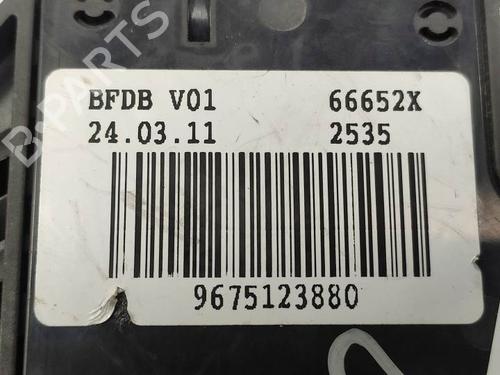 B-PARTS
BFDB V01 66652X
24.03.11 2535
9675123880